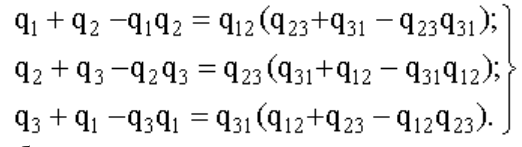 q₁ + q₂ −q₁q₂ = q₁₂(q₂₃+q₃₁ − q₂₃q₃₁);
q₂ + q₃ −q₂q₃ = q₂₃(q₃₁+q₁₂ − q₃₁q₁₂);
q₃ + q₁ −q₃q₁ = q₃₁(q₁₂+q₂₃ − q₁₂q₂₃).